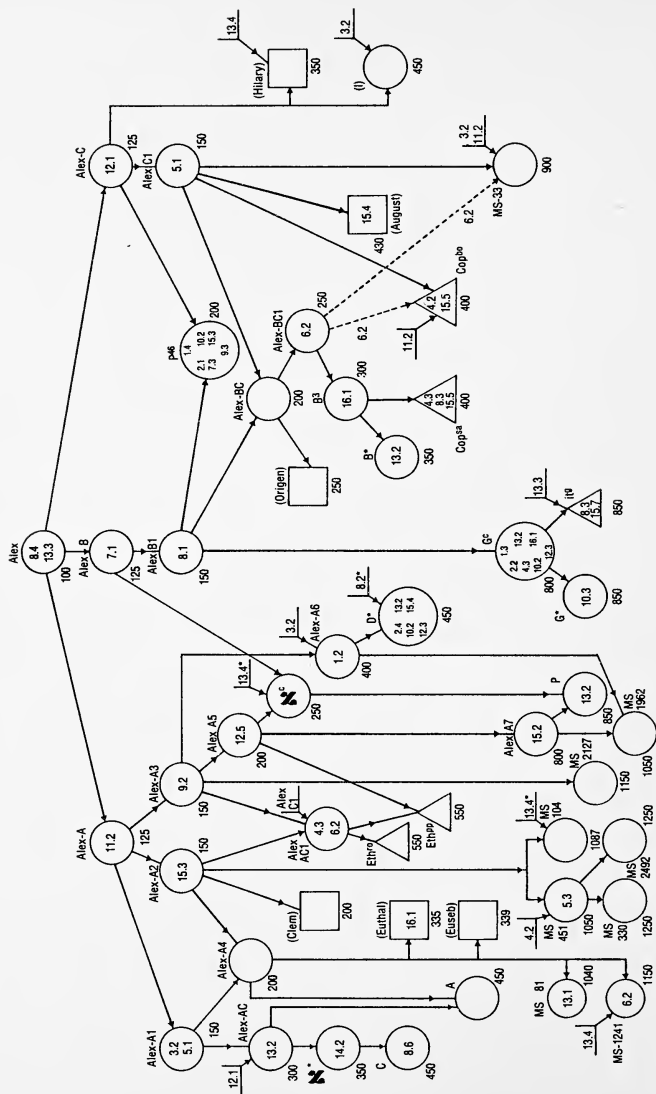 Alex
8.4
13.3
100
Alex-A
11.2
125
Alex B
7.1
125
Alex-C
12.1
125
Alex-A1
3.2
5.1
150
Alex-A2
15.3
150
Alex-A3
9.2
150
Alex B1
8.1
150
P46
1.4
2.1 10.2
7.3 15.3
9.3
200
Alex C1
5.1
150
13.4
(Hilary)
350
3.2
(I)
450
Alex-A4
200
(Clem)
200
Alex AC1
4.3
6.2
Alex C1
Alex A5
12.5
200
13.4*
ℵc
250
3.2
Alex-A6
1.2
400
8.2*
D*
13.2
2.4 15.4
10.2
12.3
450
Alex-BC
200
(Origen)
250
Alex-BC1
6.2
250
B3
16.1
300
B*
13.2
350
Copsa
4.3
8.3
15.5
400
6.2
11.2
Copbo
4.2
15.5
400
15.4
(August)
430
6.2
3.2
11.2
MS-33
900
12.1
Alex-AC
13.2
300
ℵ*
14.2
350
C
8.6
450
A
450
(Euthal)
16.1
335
(Euseb)
339
MS 81
13.1
1040
13.4
MS-1241
6.2
1150
Ethro
550
Ethpp
550
4.2
MS 451
5.3
1050
13.4*
MS 104
1087
MS 330
1250
MS 2492
1250
MS 2127
1150
Alex A7
15.2
800
P
13.2
850
MS 1962
1050
Gc
1.3
2.2 13.2
4.3 16.1
10.2
12.3
800
G*
10.3
850
13.3
itg
8.3
15.7
850